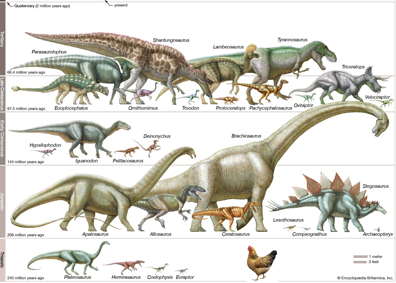 Quaternary (2 million years ago)
present
Tertiary
Shantungosaurus
Parasaurolophus
Lambeosaurus
Tyrannosaurus
Triceratops
66.4 million years ago
Late Cretaceous
Velociraptor
Euoplocephalus
Ornithomimus
Troodon
Protoceratops
Pachycephalosaurus
Oviraptor
97.5 million years ago
Early Cretaceous
Deinonychus
Brachiosaurus
Hypsilophodon
Iguanodon
Psittacosaurus
144 million years ago
Jurassic
Stegosaurus
Lesothosaurus
Apatosaurus
Allosaurus
Ceratosaurus
Compsognathus
Archaeopteryx
208 million years ago
Triassic
1 metre
3 feet
Plateosaurus
Herrerasaurus
Coelophysis
Eoraptor
245 million years ago
© Encyclopædia Britannica, Inc.